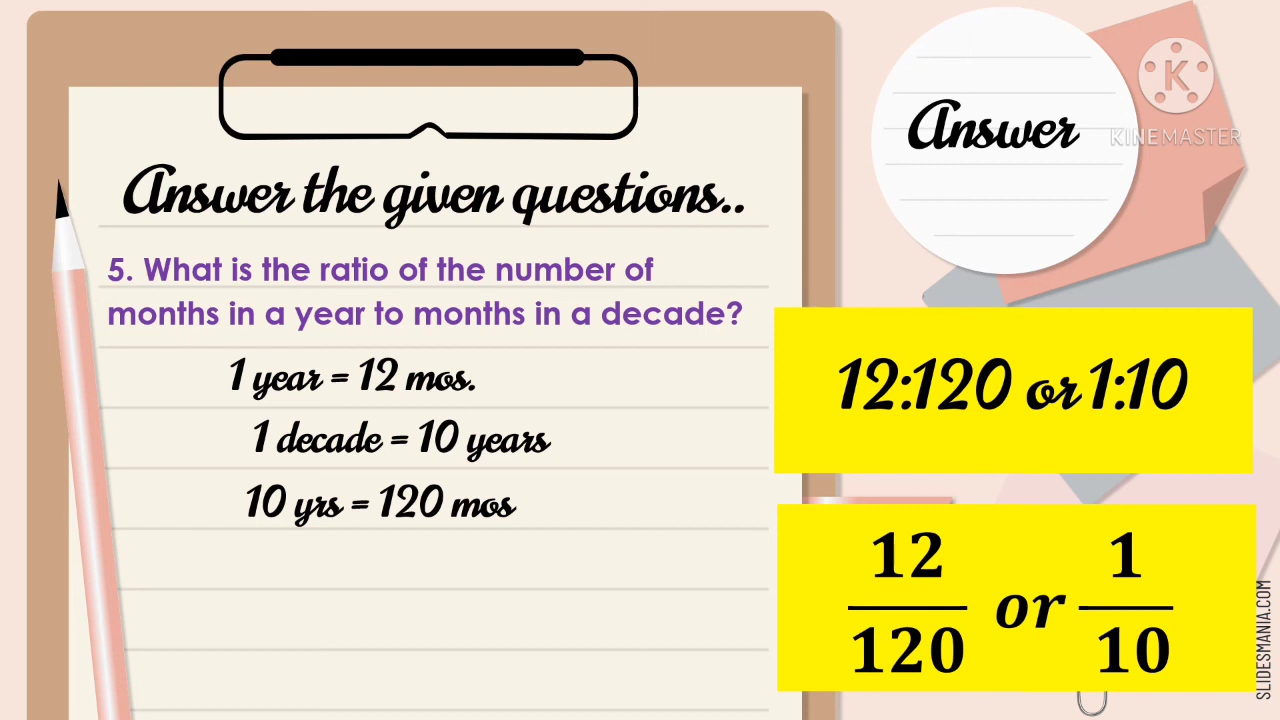 Answer the given questions..
5. What is the ratio of the number of
months in a year to months in a decade?
1 year = 12 mos.
1 decade = 10 years
10 yrs = 120 mos
Answer
K
KINEMASTER
12:120 or 1:10
12/120 or 1/10
SLIDESMANIA.COM